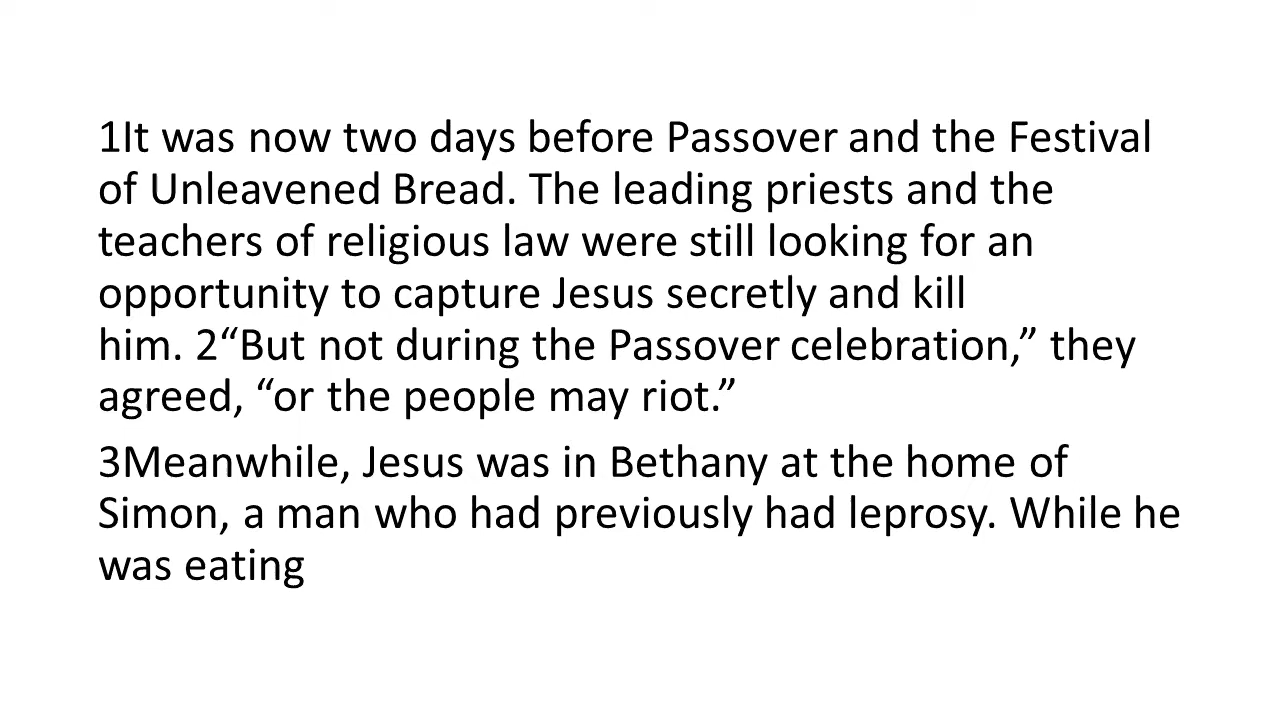 1It was now two days before Passover and the Festival
of Unleavened Bread. The leading priests and the
teachers of religious law were still looking for an
opportunity to capture Jesus secretly and kill
him. 2“But not during the Passover celebration,” they
agreed, “or the people may riot.”
3Meanwhile, Jesus was in Bethany at the home of
Simon, a man who had previously had leprosy. While he
was eating